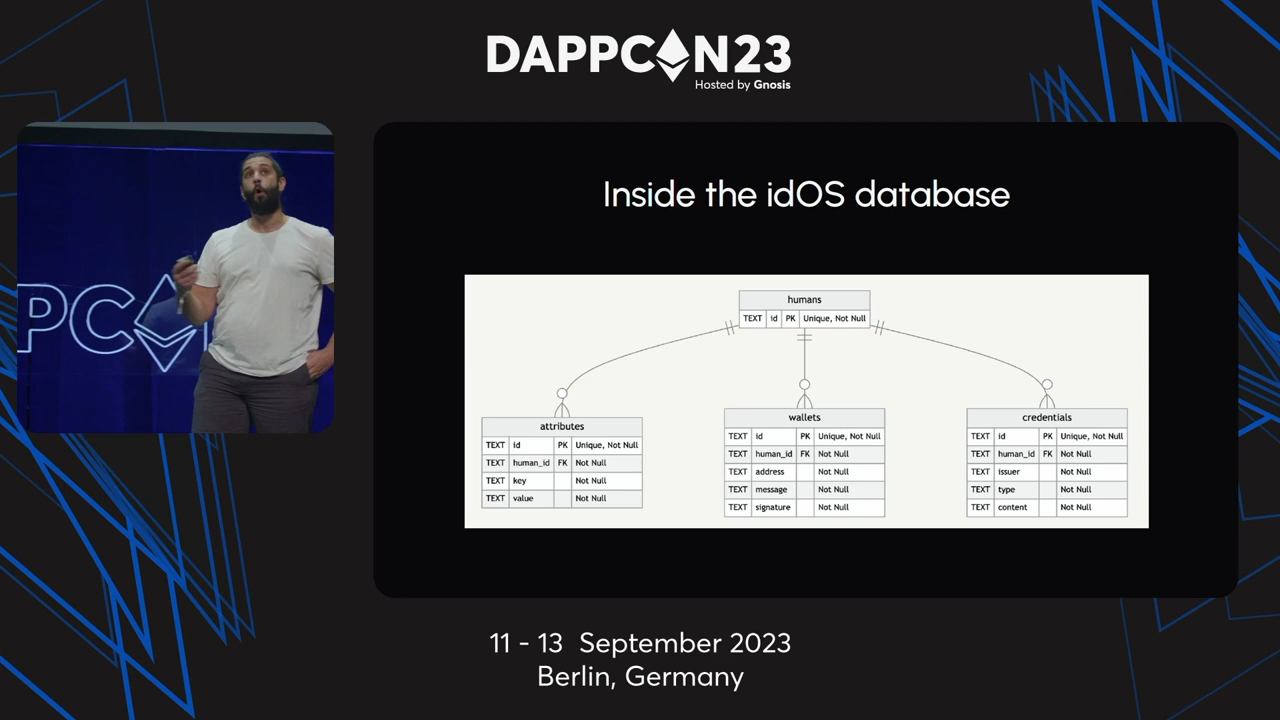 DAPPCON23
Hosted by Gnosis
PC
Inside the idOS database
humans
TEXT id PK Unique, Not Null
attributes
TEXT id PK Unique, Not Null
TEXT human_id FK Not Null
TEXT key Not Null
TEXT value Not Null
wallets
TEXT id PK Unique, Not Null
TEXT human_id FK Not Null
TEXT address Not Null
TEXT message Not Null
TEXT signature Not Null
credentials
TEXT id PK Unique, Not Null
TEXT human_id FK Not Null
TEXT issuer Not Null
TEXT type Not Null
TEXT content Not Null
11 - 13 September 2023
Berlin, Germany